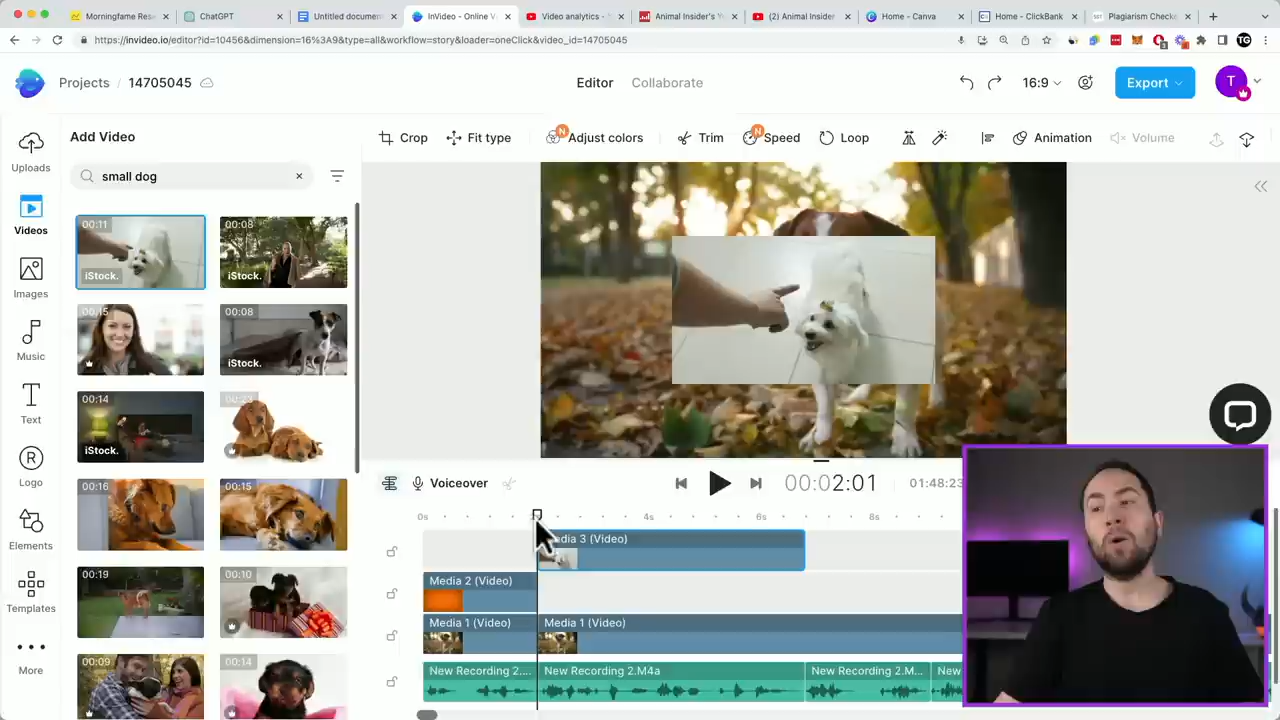 Morningfame Res
ChatGPT
Untitled documen
InVideo - Online V
Video analytics -
Animal Insider's Y
(2) Animal Insider
Home - Canva
Home - ClickBank
Plagiarism Checke
https://invideo.io/editor?id=10456&dimension=16%3A9&type=all&workflow=story&loader=oneClick&video_id=14705045
TG
Projects / 14705045
Editor
Collaborate
16:9
Export
T
Add Video
Crop
Fit type
N
Adjust colors
Trim
N
Speed
Loop
Animation
Volume
small dog
Uploads
Videos
Images
Music
Text
Logo
Elements
Templates
More
00:11
iStock.
00:08
iStock.
00:15
00:08
iStock.
00:14
iStock.
00:23
00:16
00:15
00:19
00:10
00:09
00:14
Voiceover
00:02:01
01:48:23
0s
4s
6s
8s
edia 3 (Video)
Media 2 (Video)
Media 1 (Video)
Media 1 (Video)
New Recording 2....
New Recording 2.M4a
New Recording 2.M...
New